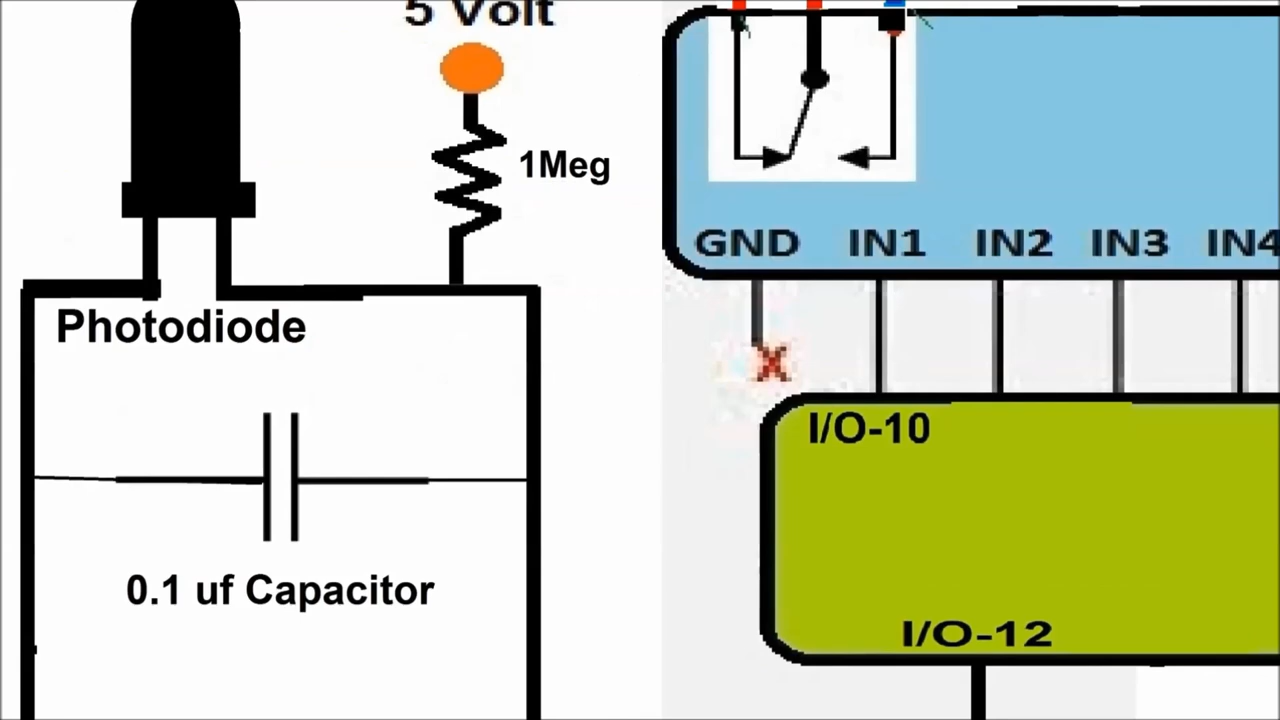 5 Volt
1Meg
Photodiode
0.1 uf Capacitor
GND IN1 IN2 IN3 IN4
X
I/O-10
I/O-12